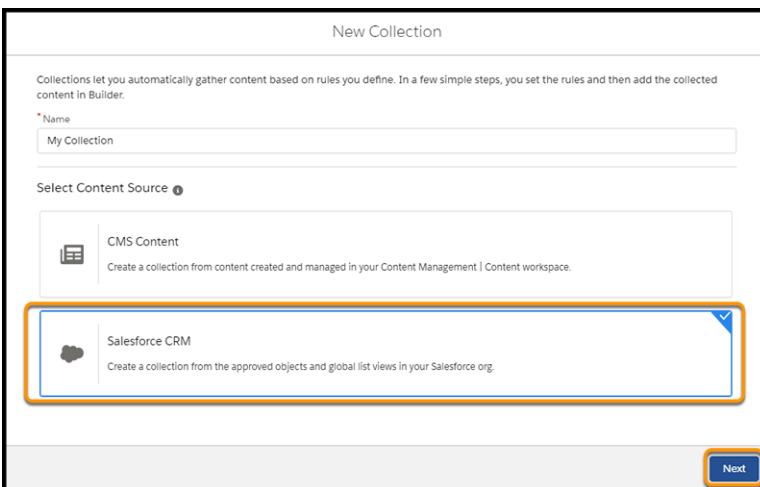 New Collection
Collections let you automatically gather content based on rules you define. In a few simple steps, you set the rules and then add the collected
content in Builder.
*Name
My Collection
Select Content Source
CMS Content
Create a collection from content created and managed in your Content Management | Content workspace.
Salesforce CRM
Create a collection from the approved objects and global list views in your Salesforce org.
Next